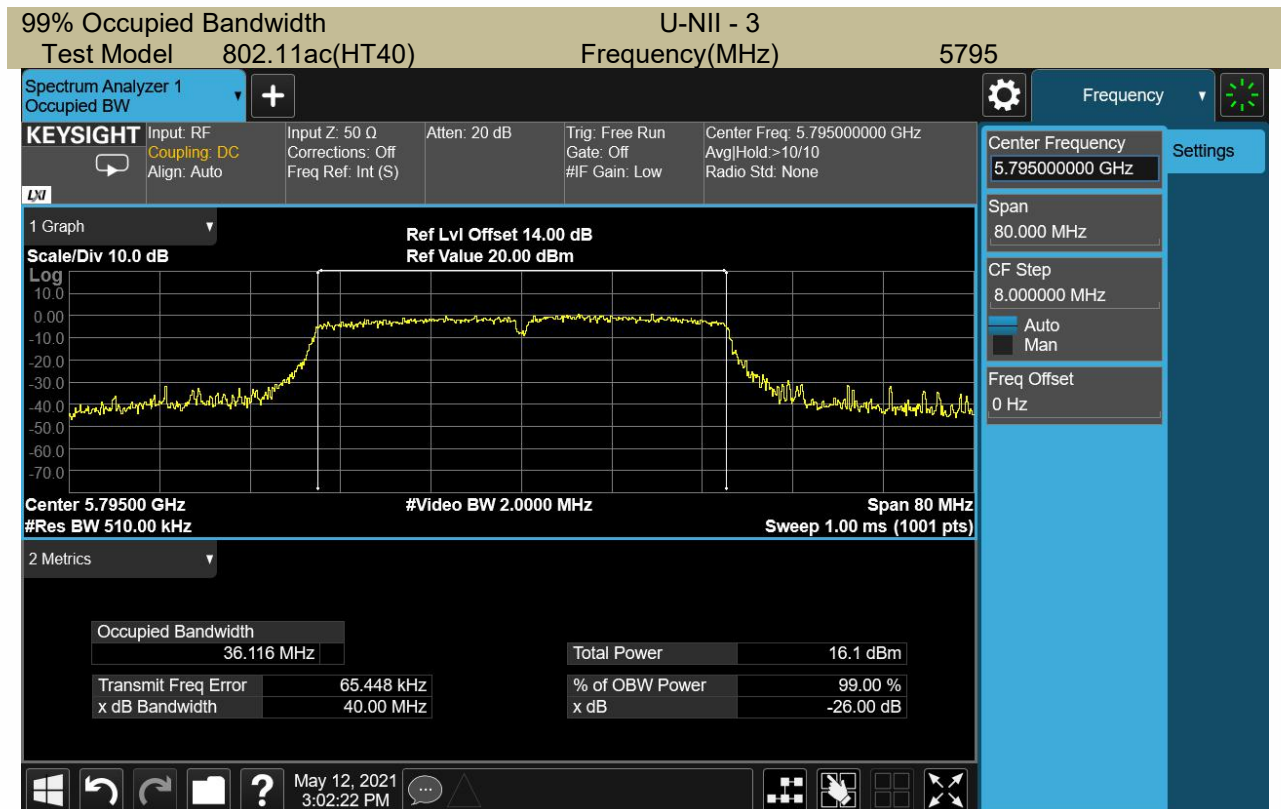 99% Occupied Bandwidth U-NII - 3
Test Model 802.11ac(HT40) Frequency(MHz) 5795
Spectrum Analyzer 1
Occupied BW
+
Frequency
KEYSIGHT
LXI
Input: RF
Coupling: DC
Align: Auto
Input Z: 50 Ω
Corrections: Off
Freq Ref: Int (S)
Atten: 20 dB
Trig: Free Run
Gate: Off
#IF Gain: Low
Center Freq: 5.795000000 GHz
Avg|Hold:>10/10
Radio Std: None
Center Frequency
5.795000000 GHz
Settings
Span
80.000 MHz
CF Step
8.000000 MHz
Auto
Man
Freq Offset
0 Hz
1 Graph
Scale/Div 10.0 dB
Ref Lvl Offset 14.00 dB
Ref Value 20.00 dBm
Log
10.0
0.00
-10.0
-20.0
-30.0
-40.0
-50.0
-60.0
-70.0
Center 5.79500 GHz #Video BW 2.0000 MHz Span 80 MHz
#Res BW 510.00 kHz Sweep 1.00 ms (1001 pts)
2 Metrics
Occupied Bandwidth
36.116 MHz
Total Power 16.1 dBm
Transmit Freq Error 65.448 kHz
% of OBW Power 99.00 %
x dB Bandwidth 40.00 MHz
x dB -26.00 dB
?
May 12, 2021
3:02:22 PM